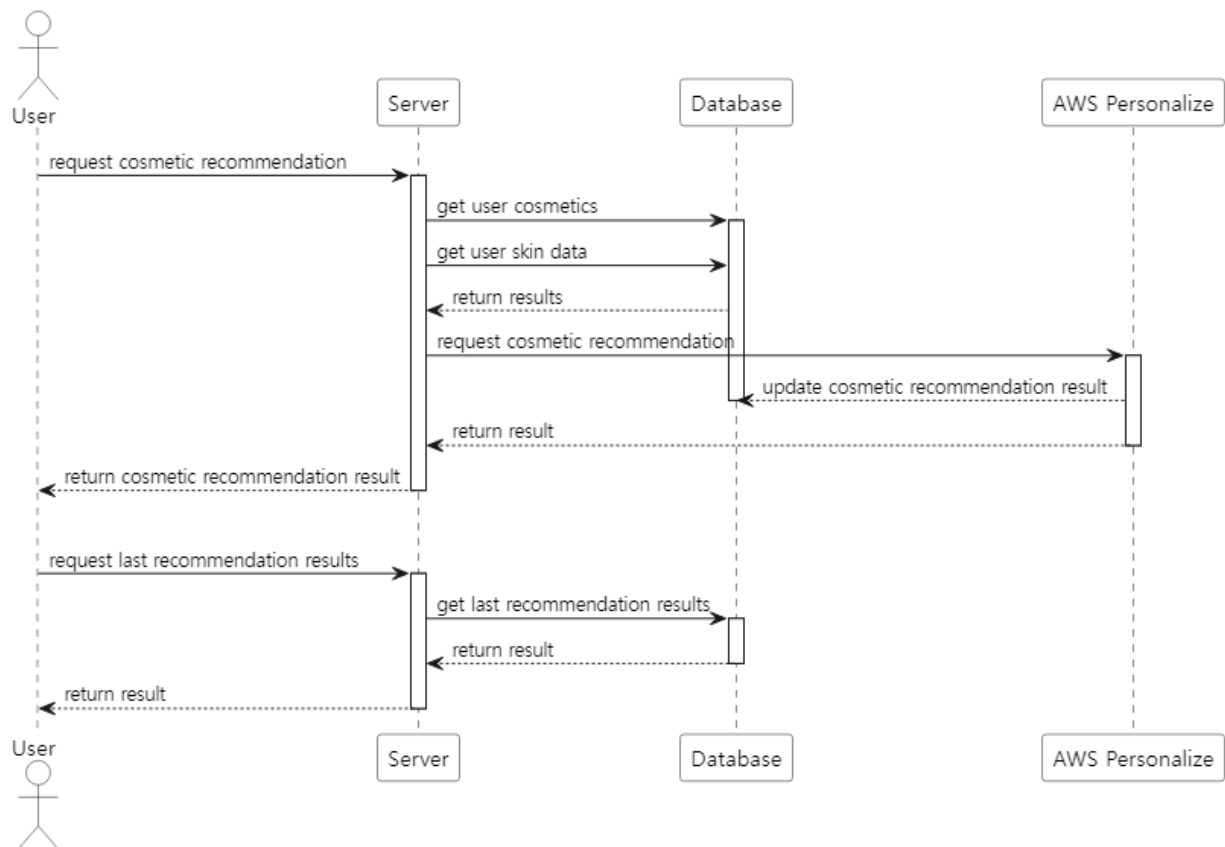 User
Server
Database
AWS Personalize
request cosmetic recommendation
get user cosmetics
get user skin data
return results
request cosmetic recommendation
update cosmetic recommendation result
return result
return cosmetic recommendation result
request last recommendation results
get last recommendation results
return result
return result
User
Server
Database
AWS Personalize